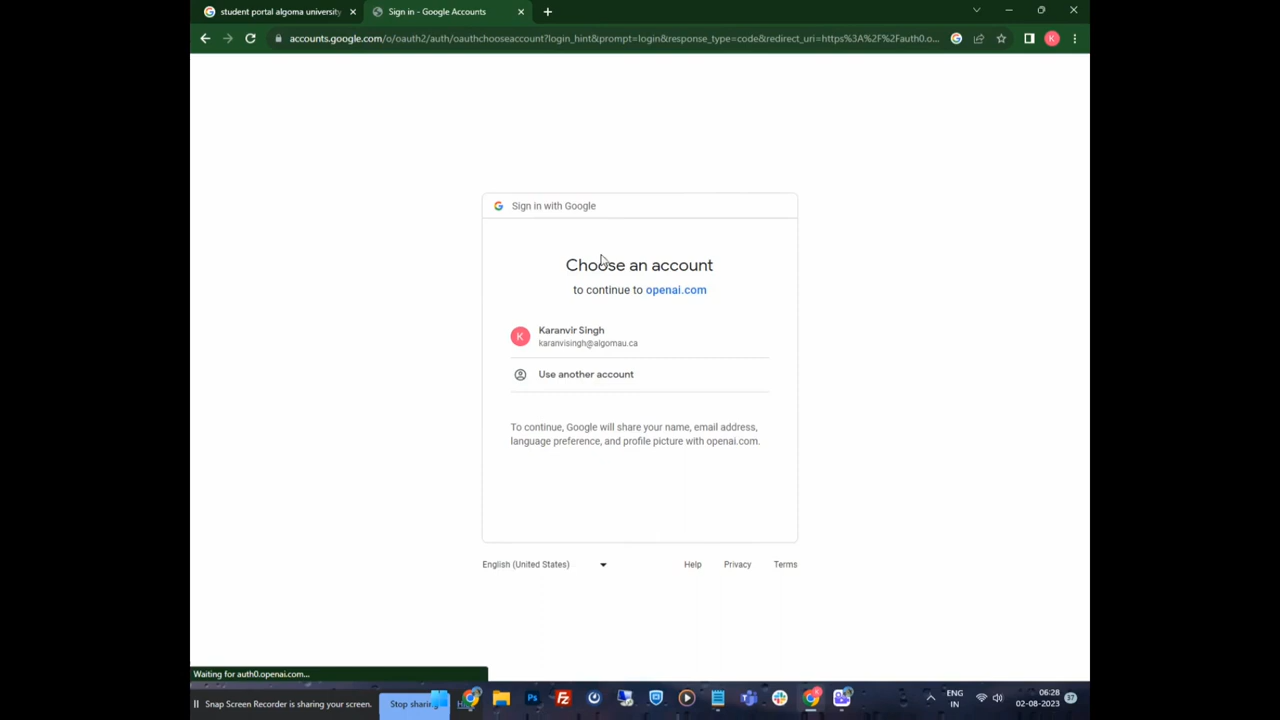 student portal algoma university
Sign in - Google Accounts
accounts.google.com/o/oauth2/auth/oauthchooseaccount?login_hint&prompt=login&response_type=code&redirect_uri=https%3A%2F%2Fauth0.o...
K
Sign in with Google
Choose an account
to continue to openai.com
K
Karanvir Singh
karanvisingh@algomau.ca
Use another account
To continue, Google will share your name, email address,
language preference, and profile picture with openai.com.
English (United States)
Help
Privacy
Terms
Waiting for auth0.openai.com...
Snap Screen Recorder is sharing your screen.
Stop sharing
Ps
ENG
IN
06:28
02-08-2023
37